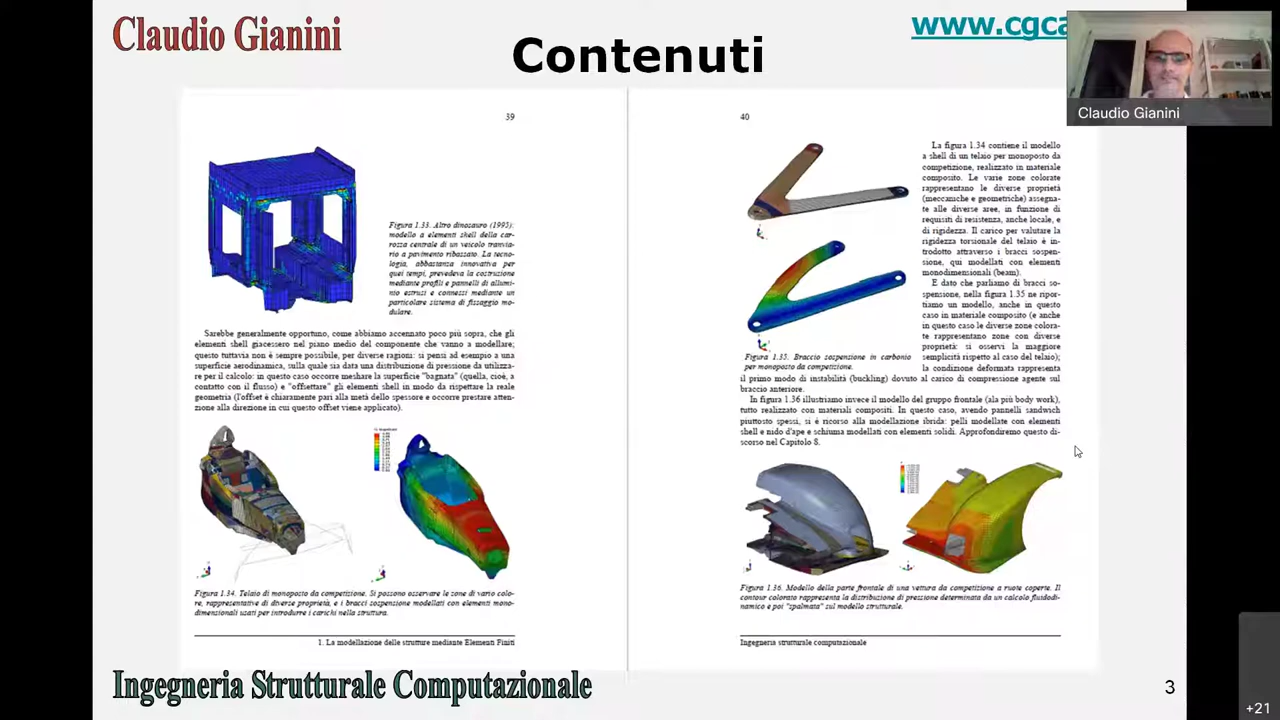 Claudio Gianini
www.cgca
Contenuti
Claudio Gianini
39
Figura 1.33. Altro dinosauro (1995):
modello a elementi shell della car-
rozza centrale di un veicolo tranvia-
rio a pavimento ribassato. La tecno-
logia, abbastanza innovativa per
quei tempi, prevedeva la costruzione
mediante profili e pannelli di allumi-
nio estrusi e connessi mediante un
particolare sistema di fissaggio mo-
dulare.
Sarebbe generalmente opportuno, come abbiamo accennato poco più sopra, che gli
elementi shell giacessero nel piano medio del componente che vanno a modellare;
questo tuttavia non è sempre possibile, per diverse ragioni: si pensi ad esempio a una
superficie aerodinamica, sulla quale sia data una distribuzione di pressione da utilizza-
re per il calcolo: in questo caso occorre meshare la superficie "bagnata" (quella, cioè, a
contatto con il flusso) e "offsettare" gli elementi shell in modo da rispettare la reale
geometria (l'offset è chiaramente pari alla metà dello spessore e occorre prestare atten-
zione alla direzione in cui questo offset viene applicato).
Figura 1.34. Telaio di monoposto da competizione. Si possono osservare le zone di vario colo-
re, rappresentative di diverse proprietà, e i bracci sospensione modellati con elementi mono-
dimensionali usati per introdurre i carichi nella struttura.
1. La modellazione delle strutture mediante Elementi Finiti
40
La figura 1.34 contiene il modello
a shell di un telaio per monoposto da
competizione, realizzato in materiale
composito. Le varie zone colorate
rappresentano le diverse proprietà
(meccaniche e geometriche) assegna-
te alle diverse aree, in funzione di
requisiti di resistenza, anche locale, e
di rigidezza. Il carico per valutare la
rigidezza torsionale del telaio è in-
trodotto attraverso i bracci sospen-
sione, qui modellati con elementi
monodimensionali (beam).
E dato che parliamo di bracci so-
spensione, nella figura 1.35 ne ripor-
tiamo un modello, anche in questo
caso in materiale composito (e anche
in questo caso le diverse zone colora-
te rappresentano zone con diverse
proprietà: si osservi la maggiore
semplicità rispetto al caso del telaio);
la condizione deformata rappresenta
Figura 1.35. Braccio sospensione in carbonio
per monoposto da competizione.
il primo modo di instabilità (buckling) dovuto al carico di compressione agente sul
braccio anteriore.
In figura 1.36 illustriamo invece il modello del gruppo frontale (ala più body work),
tutto realizzato con materiali compositi. In questo caso, avendo pannelli sandwich
piuttosto spessi, si è ricorso alla modellazione ibrida: pelli modellate con elementi
shell e nido d'ape e schiuma modellati con elementi solidi. Approfondiremo questo di-
scorso nel Capitolo 8.
Figura 1.36. Modello della parte frontale di una vettura da competizione a ruote coperte. Il
contour colorato rappresenta la distribuzione di pressione determinata da un calcolo fluidodi-
namico e poi "spalmata" sul modello strutturale.
Ingegneria strutturale computazionale
Ingegneria Strutturale Computazionale
3
+21